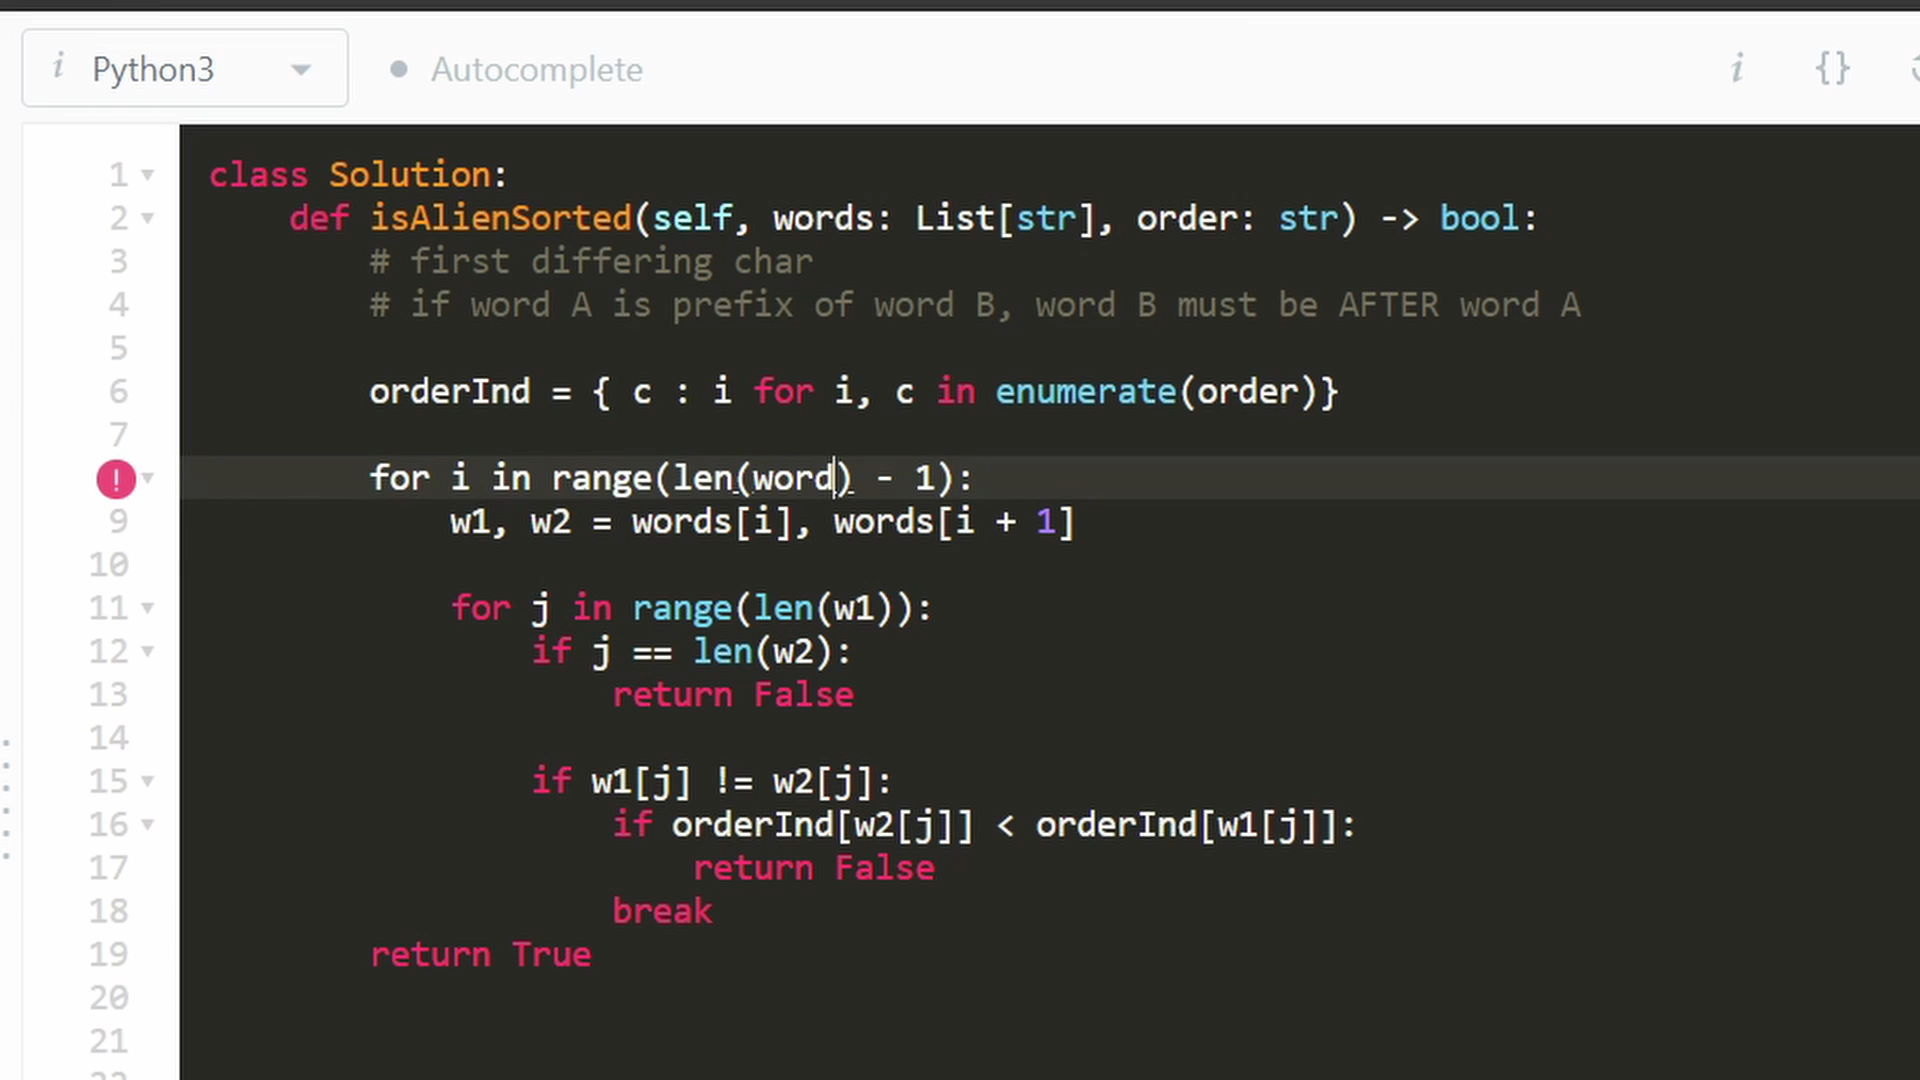 i Python3 Autocomplete i {}
1 class Solution:
2 def isAlienSorted(self, words: List[str], order: str) -> bool:
3 # first differing char
4 # if word A is prefix of word B, word B must be AFTER word A
5
6 orderInd = { c : i for i, c in enumerate(order)}
7
! for i in range(len(word) - 1):
9 w1, w2 = words[i], words[i + 1]
10
11 for j in range(len(w1)):
12 if j == len(w2):
13 return False
14
15 if w1[j] != w2[j]:
16 if orderInd[w2[j]] < orderInd[w1[j]]:
17 return False
18 break
19 return True
20
21